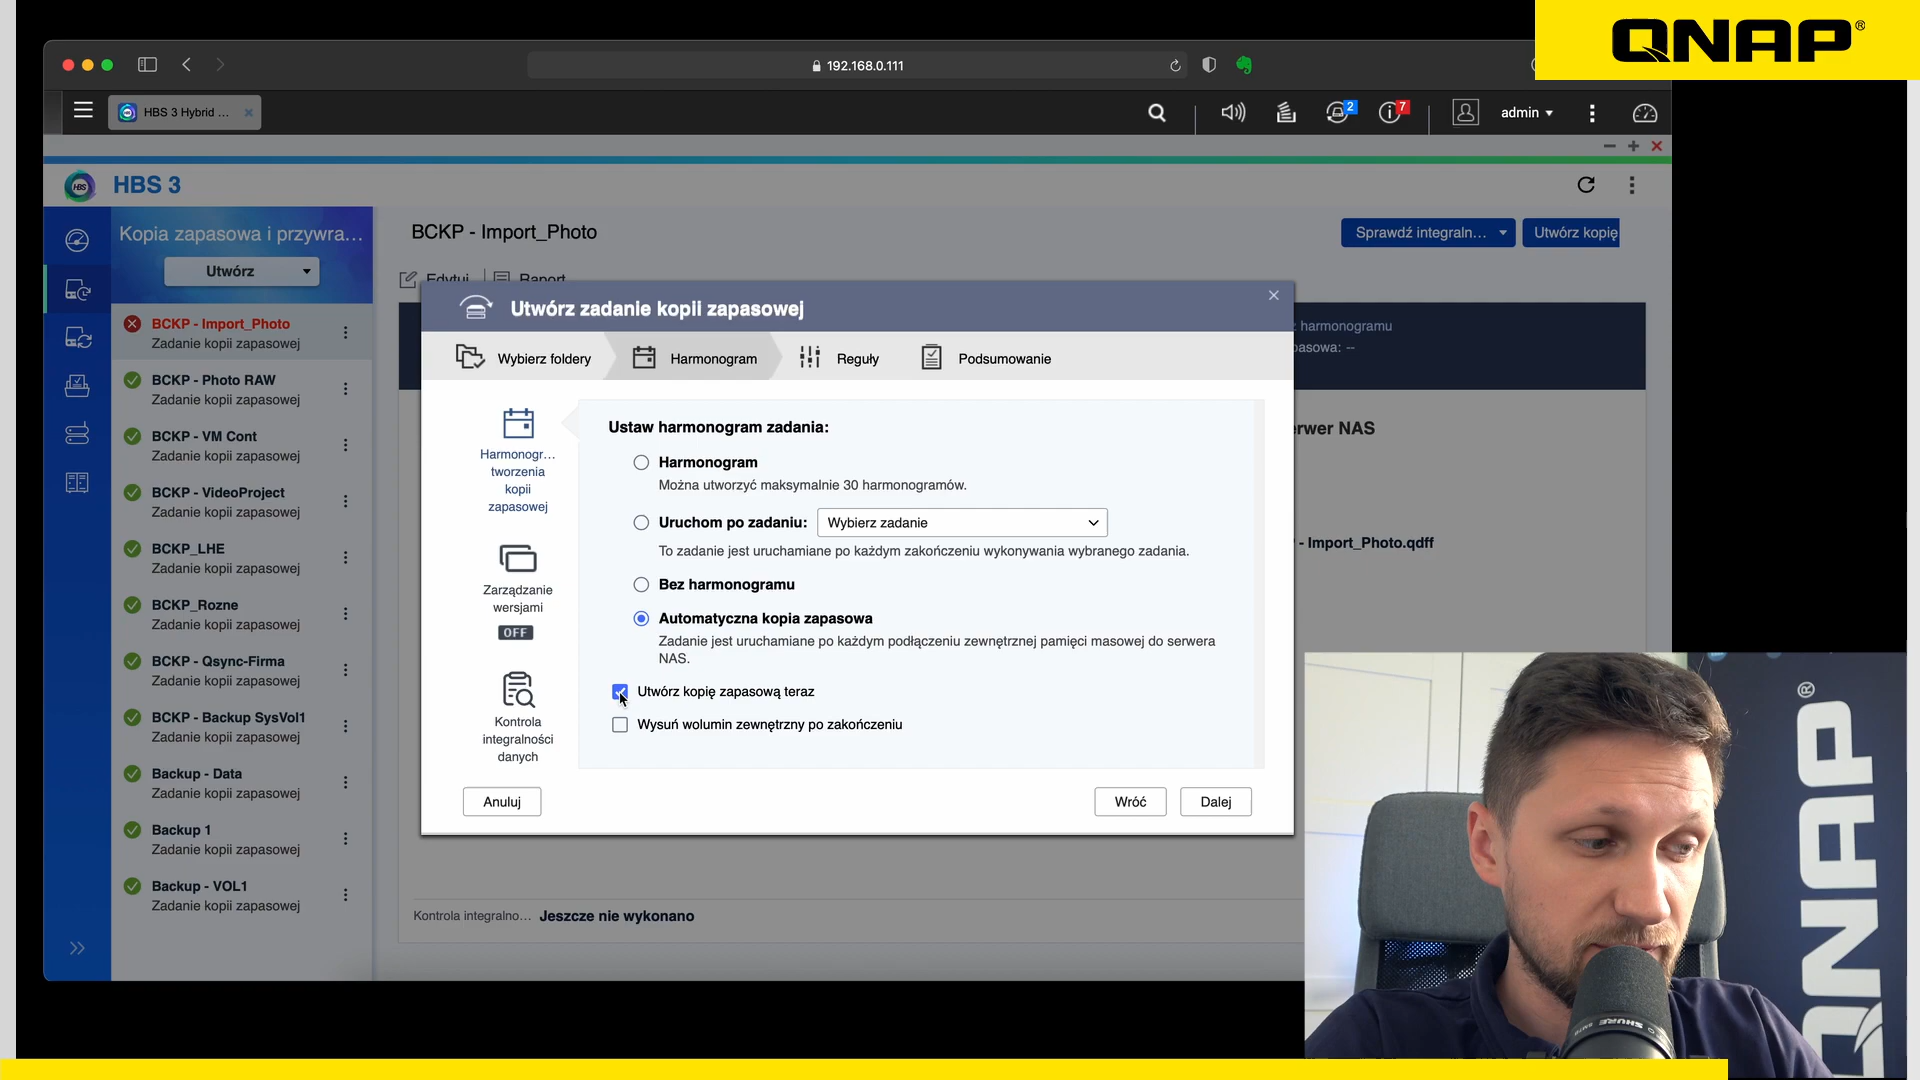 QNAP®
192.168.0.111
HBS 3 Hybrid ...
2
7
admin
HBS
HBS 3
Kopia zapasowa i przywra...
Utwórz
BCKP - Import_Photo
Zadanie kopii zapasowej
BCKP - Photo RAW
Zadanie kopii zapasowej
BCKP - VM Cont
Zadanie kopii zapasowej
BCKP - VideoProject
Zadanie kopii zapasowej
BCKP_LHE
Zadanie kopii zapasowej
BCKP_Rozne
Zadanie kopii zapasowej
BCKP - Qsync-Firma
Zadanie kopii zapasowej
BCKP - Backup SysVol1
Zadanie kopii zapasowej
Backup - Data
Zadanie kopii zapasowej
Backup 1
Zadanie kopii zapasowej
Backup - VOL1
Zadanie kopii zapasowej
BCKP - Import_Photo
Sprawdź integraln...
Utwórz kopię
Edytuj
Raport
harmonogramu
pasowa: --
erwer NAS
- Import_Photo.qdff
Utwórz zadanie kopii zapasowej
Wybierz foldery
Harmonogram
Reguły
Podsumowanie
Harmonogr...
tworzenia
kopii
zapasowej
Zarządzanie
wersjami
OFF
Kontrola
integralności
danych
Ustaw harmonogram zadania:
Harmonogram
Można utworzyć maksymalnie 30 harmonogramów.
Uruchom po zadaniu:
Wybierz zadanie
To zadanie jest uruchamiane po każdym zakończeniu wykonywania wybranego zadania.
Bez harmonogramu
Automatyczna kopia zapasowa
Zadanie jest uruchamiane po każdym podłączeniu zewnętrznej pamięci masowej do serwera
NAS.
Utwórz kopię zapasową teraz
Wysuń wolumin zewnętrzny po zakończeniu
Anuluj
Wróć
Dalej
Kontrola integralno... Jeszcze nie wykonano
QNAP®
SHURE